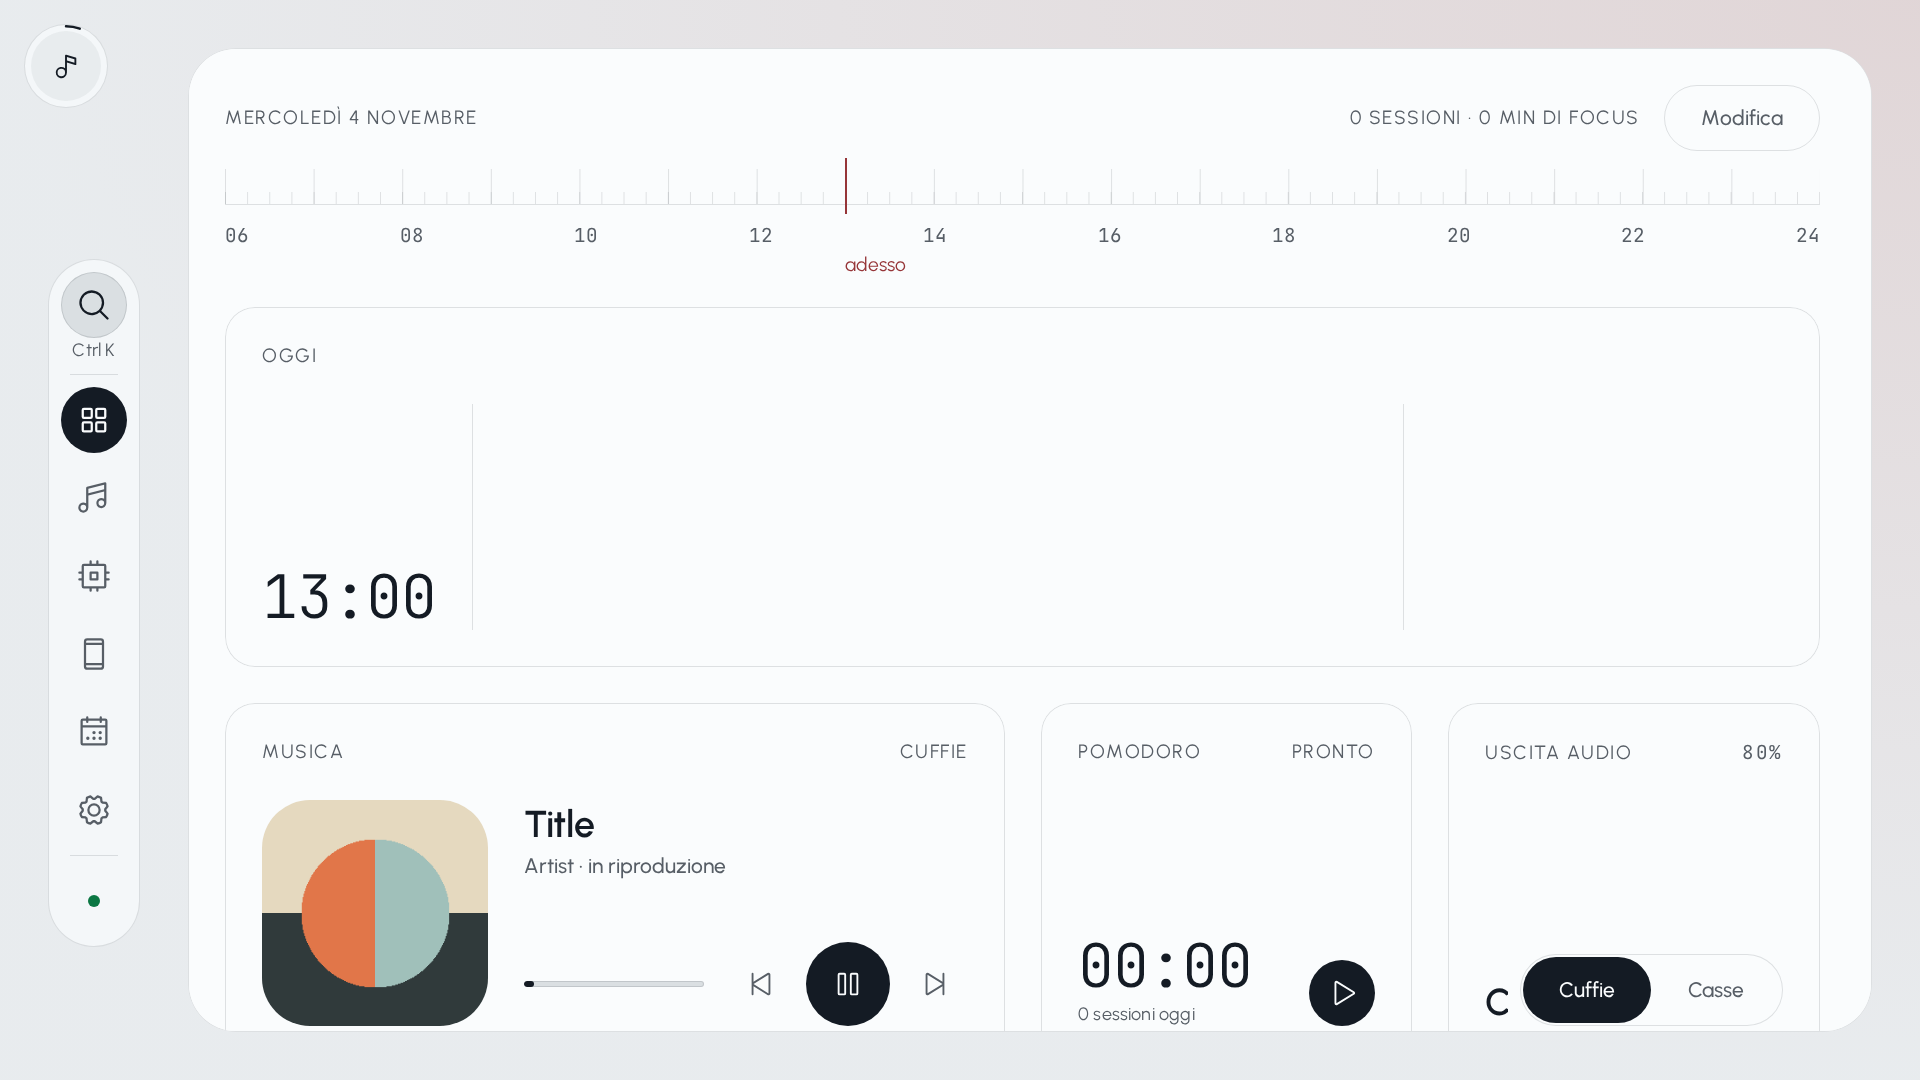 MERCOLEDÌ 4 NOVEMBRE
0 SESSIONI · 0 MIN DI FOCUS
Modifica
06 08 10 12 14 16 18 20 22 24
adesso
Ctrl K
OGGI
13:00
MUSICA
CUFFIE
Title
Artist · in riproduzione
POMODORO
PRONTO
00:00
0 sessioni oggi
USCITA AUDIO
80%
C
Cuffie
Casse